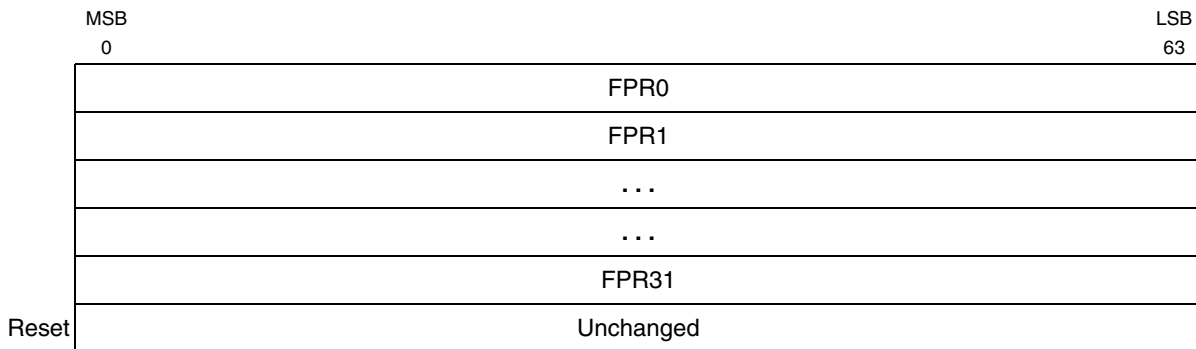 MSB LSB
0 63
FPR0
FPR1
. . .
. . .
FPR31
Reset Unchanged